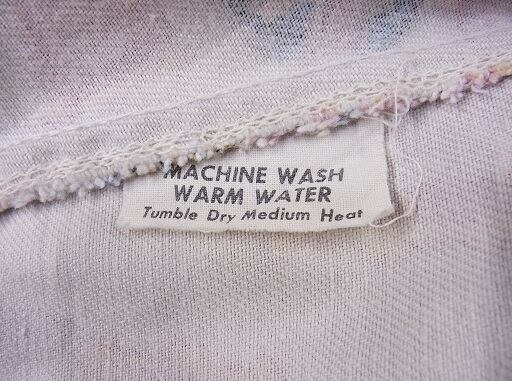 MACHINE WASH
WARM WATER
Tumble Dry Medium Heat